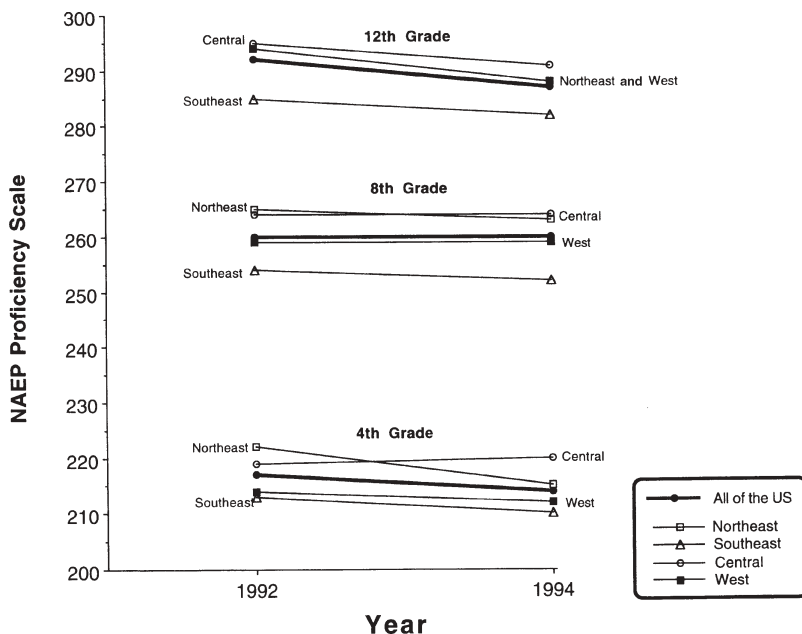 300
12th Grade
Central
290
Northeast and West
Southeast
280
270
8th Grade
Northeast
Central
260
West
Southeast
250
240
230
4th Grade
Northeast
Central
220
All of the US
Southeast
West
210
Northeast
Southeast
Central
West
200
1992
1994
Year
NAEP Proficiency Scale